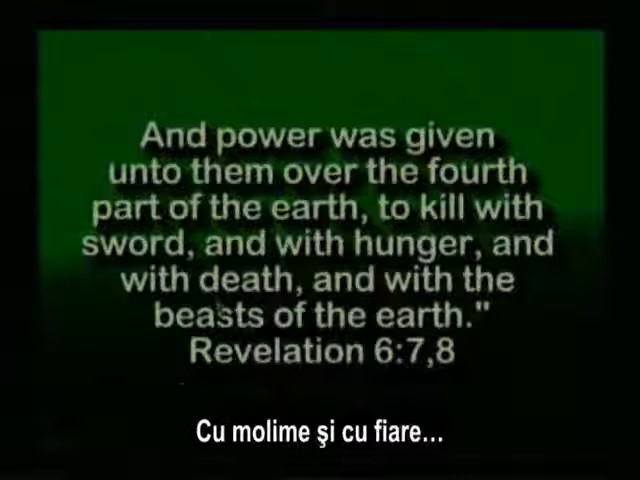 And power was given
unto them over the fourth
part of the earth, to kill with
sword, and with hunger, and
with death, and with the
beasts of the earth."
Revelation 6:7,8
Cu molime şi cu fiare...